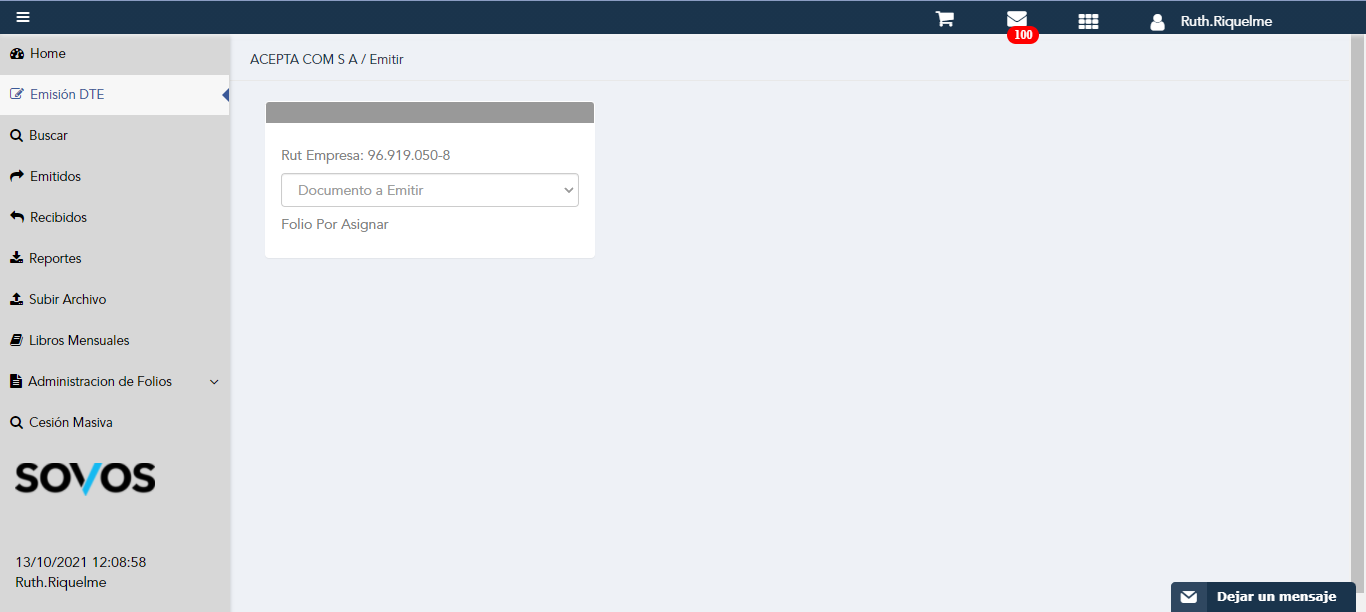 100
Ruth.Riquelme
Home
Emisión DTE
Buscar
Emitidos
Recibidos
Reportes
Subir Archivo
Libros Mensuales
Administracion de Folios
Cesión Masiva
SOVOS
13/10/2021 12:08:58
Ruth.Riquelme
ACEPTA COM S A / Emitir
Rut Empresa: 96.919.050-8
Documento a Emitir
Folio Por Asignar
Dejar un mensaje